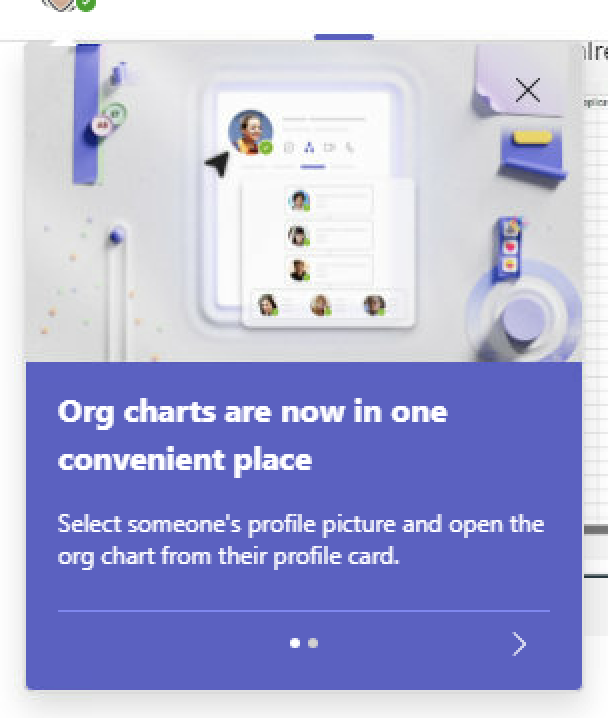 Org charts are now in one
convenient place
Select someone's profile picture and open the
org chart from their profile card.